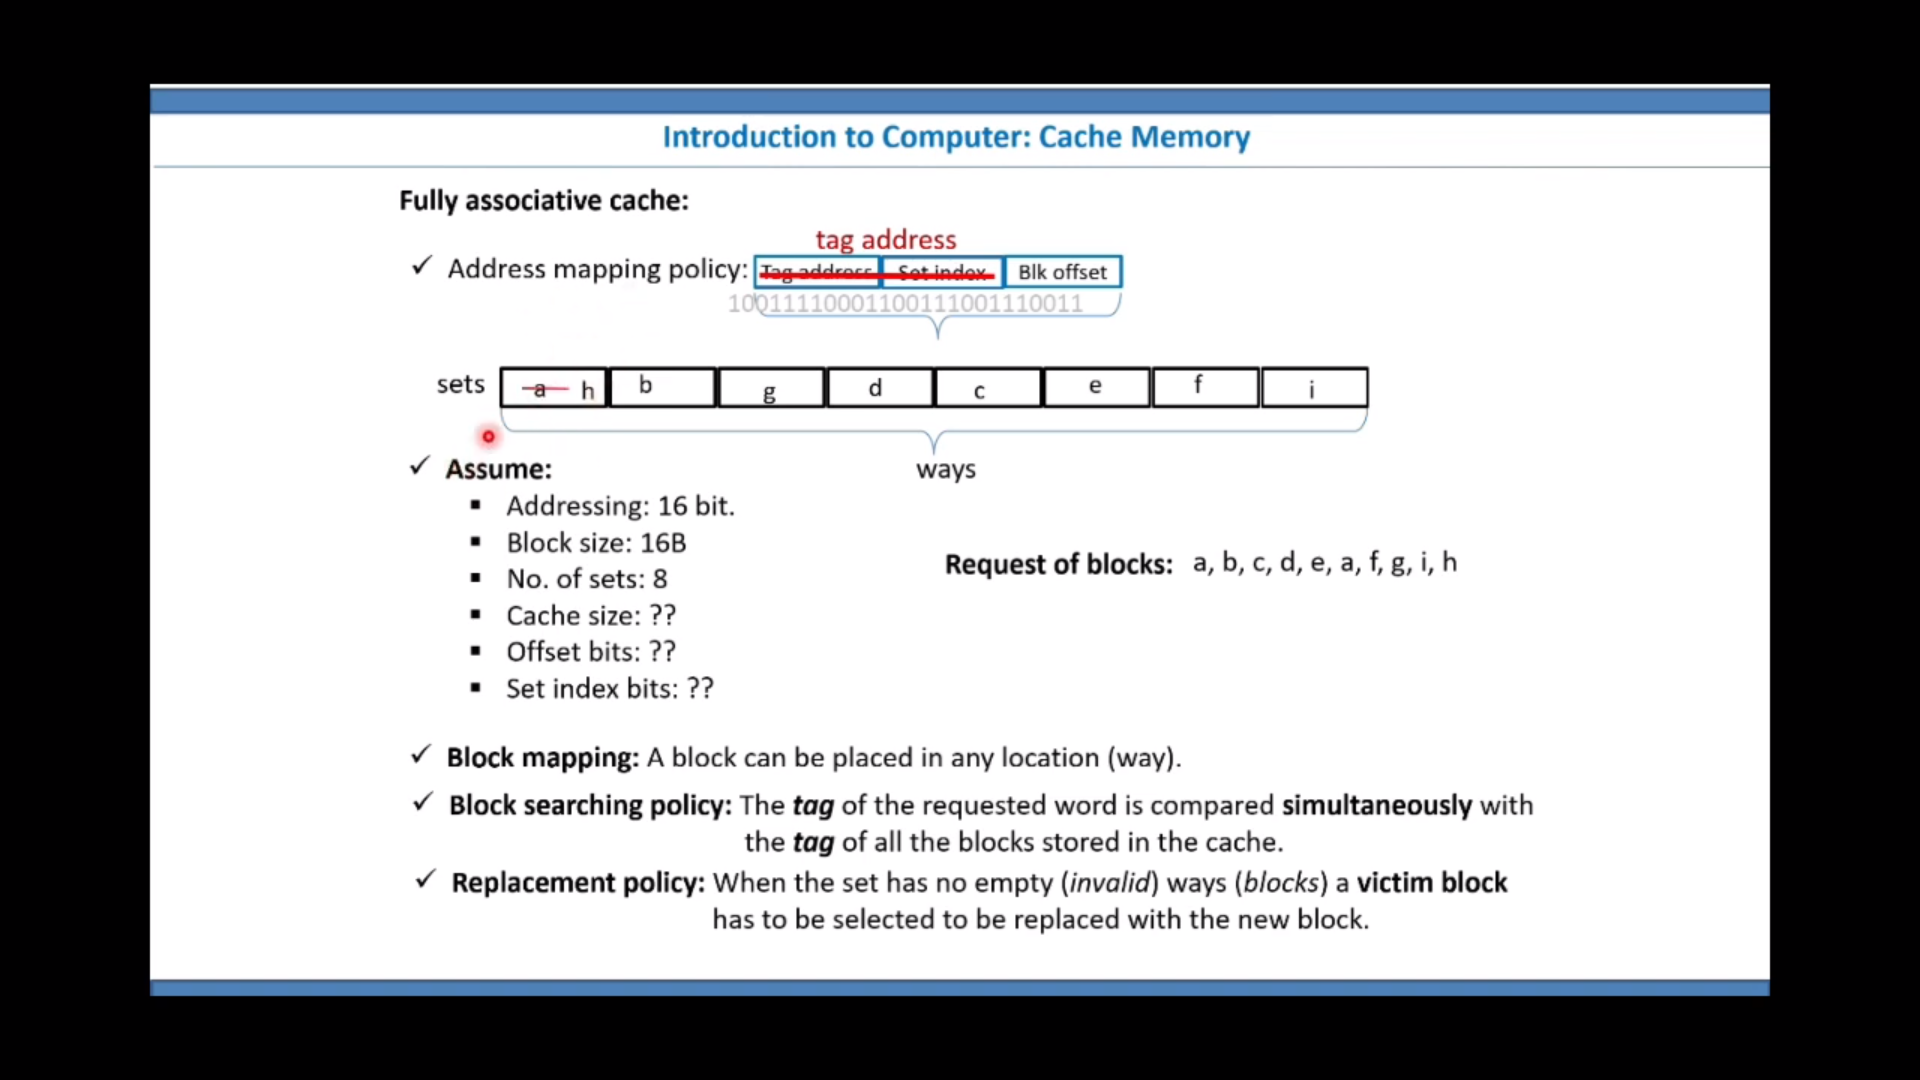 Introduction to Computer: Cache Memory
Fully associative cache:
tag address
✓ Address mapping policy: Tag address Set index Blk offset
10011110001100111001110011
sets a h b g d c e f i
ways
✓ Assume:
▪ Addressing: 16 bit.
▪ Block size: 16B
▪ No. of sets: 8
▪ Cache size: ??
▪ Offset bits: ??
▪ Set index bits: ??
Request of blocks: a, b, c, d, e, a, f, g, i, h
✓ Block mapping: A block can be placed in any location (way).
✓ Block searching policy: The tag of the requested word is compared simultaneously with
the tag of all the blocks stored in the cache.
✓ Replacement policy: When the set has no empty (invalid) ways (blocks) a victim block
has to be selected to be replaced with the new block.